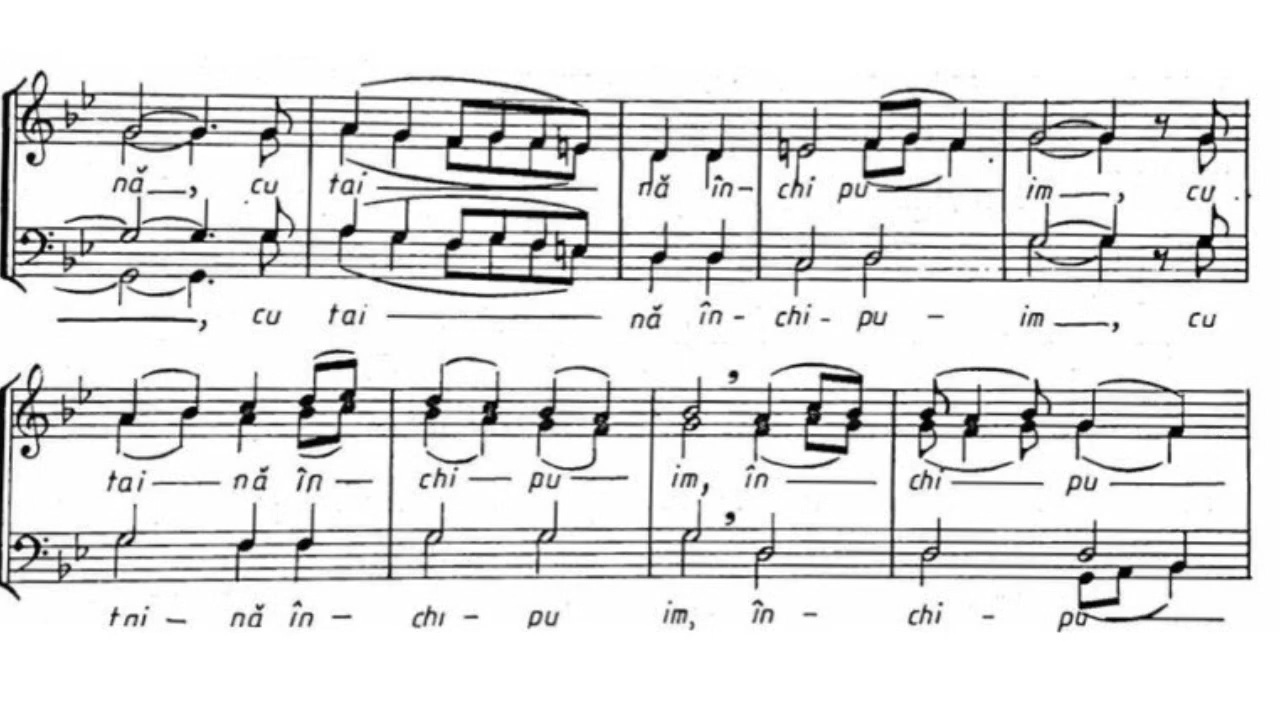 nă —, cu tai — nă în- chi pu — im —, cu
—, cu tai — nă în - chi - pu - im —, cu
tai — nă în — chi — pu — im, în — chi — pu —
tai — nă în — chi — pu im, în — chi - pu —